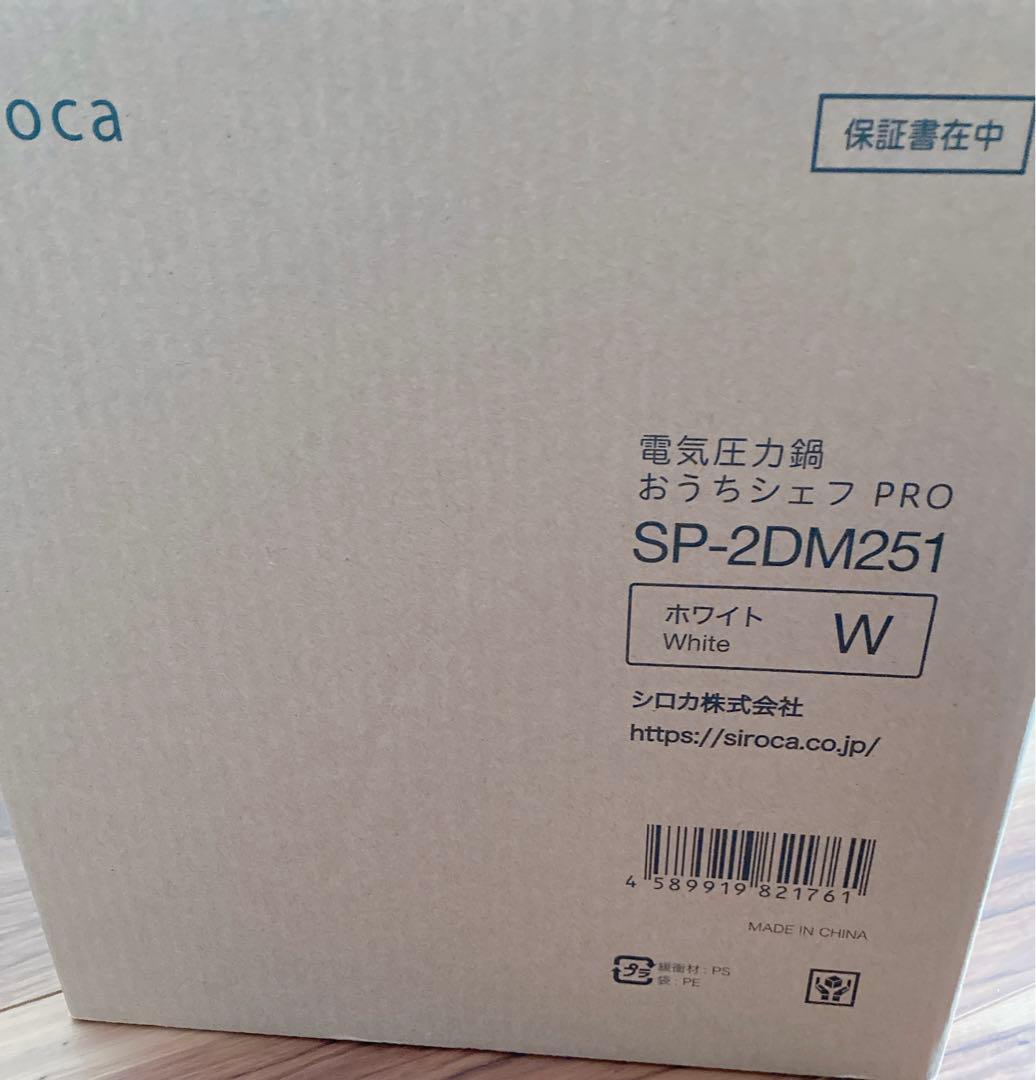 oca
保証書在中
電気圧力鍋
おうちシェフ PRO
SP-2DM251
ホワイト
White
W
シロカ株式会社
https://siroca.co.jp/
4 589919 821761
MADE IN CHINA
プラ
緩衝材 : PS
袋 : PE